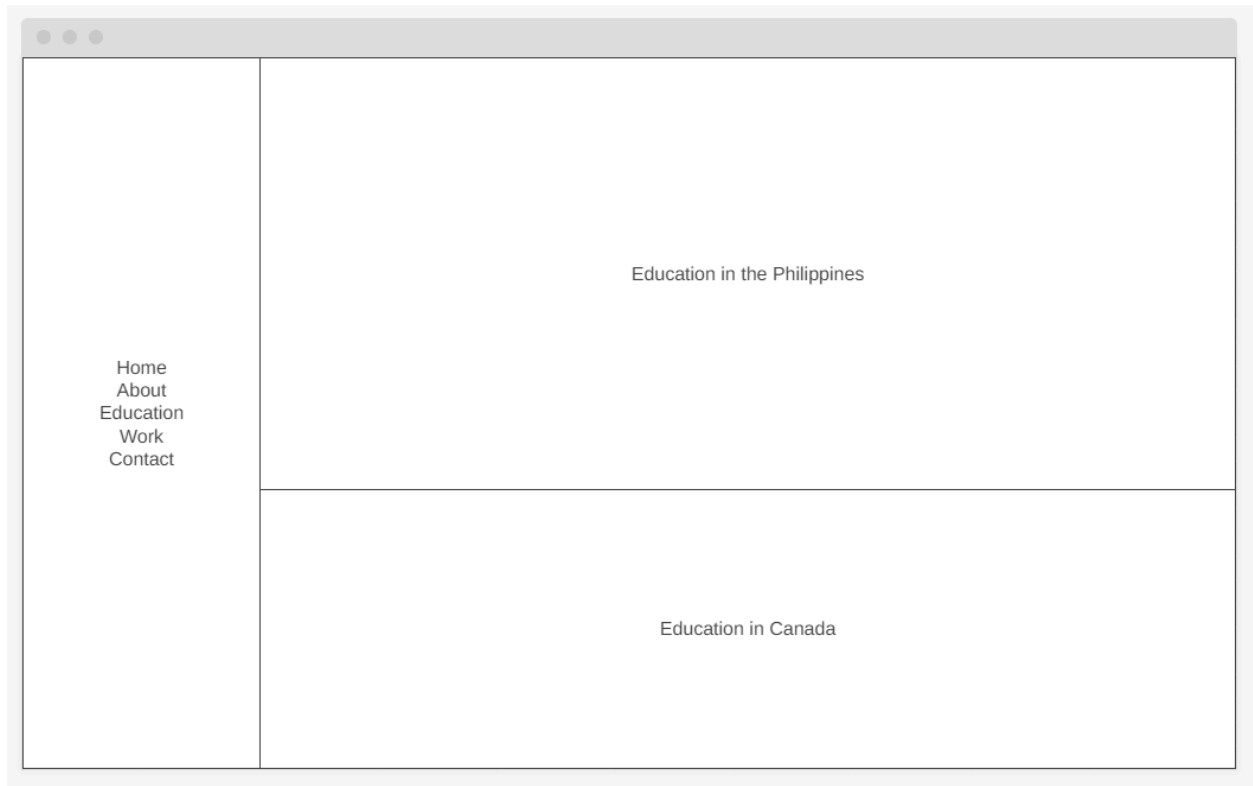 Home
About
Education
Work
Contact
Education in the Philippines
Education in Canada